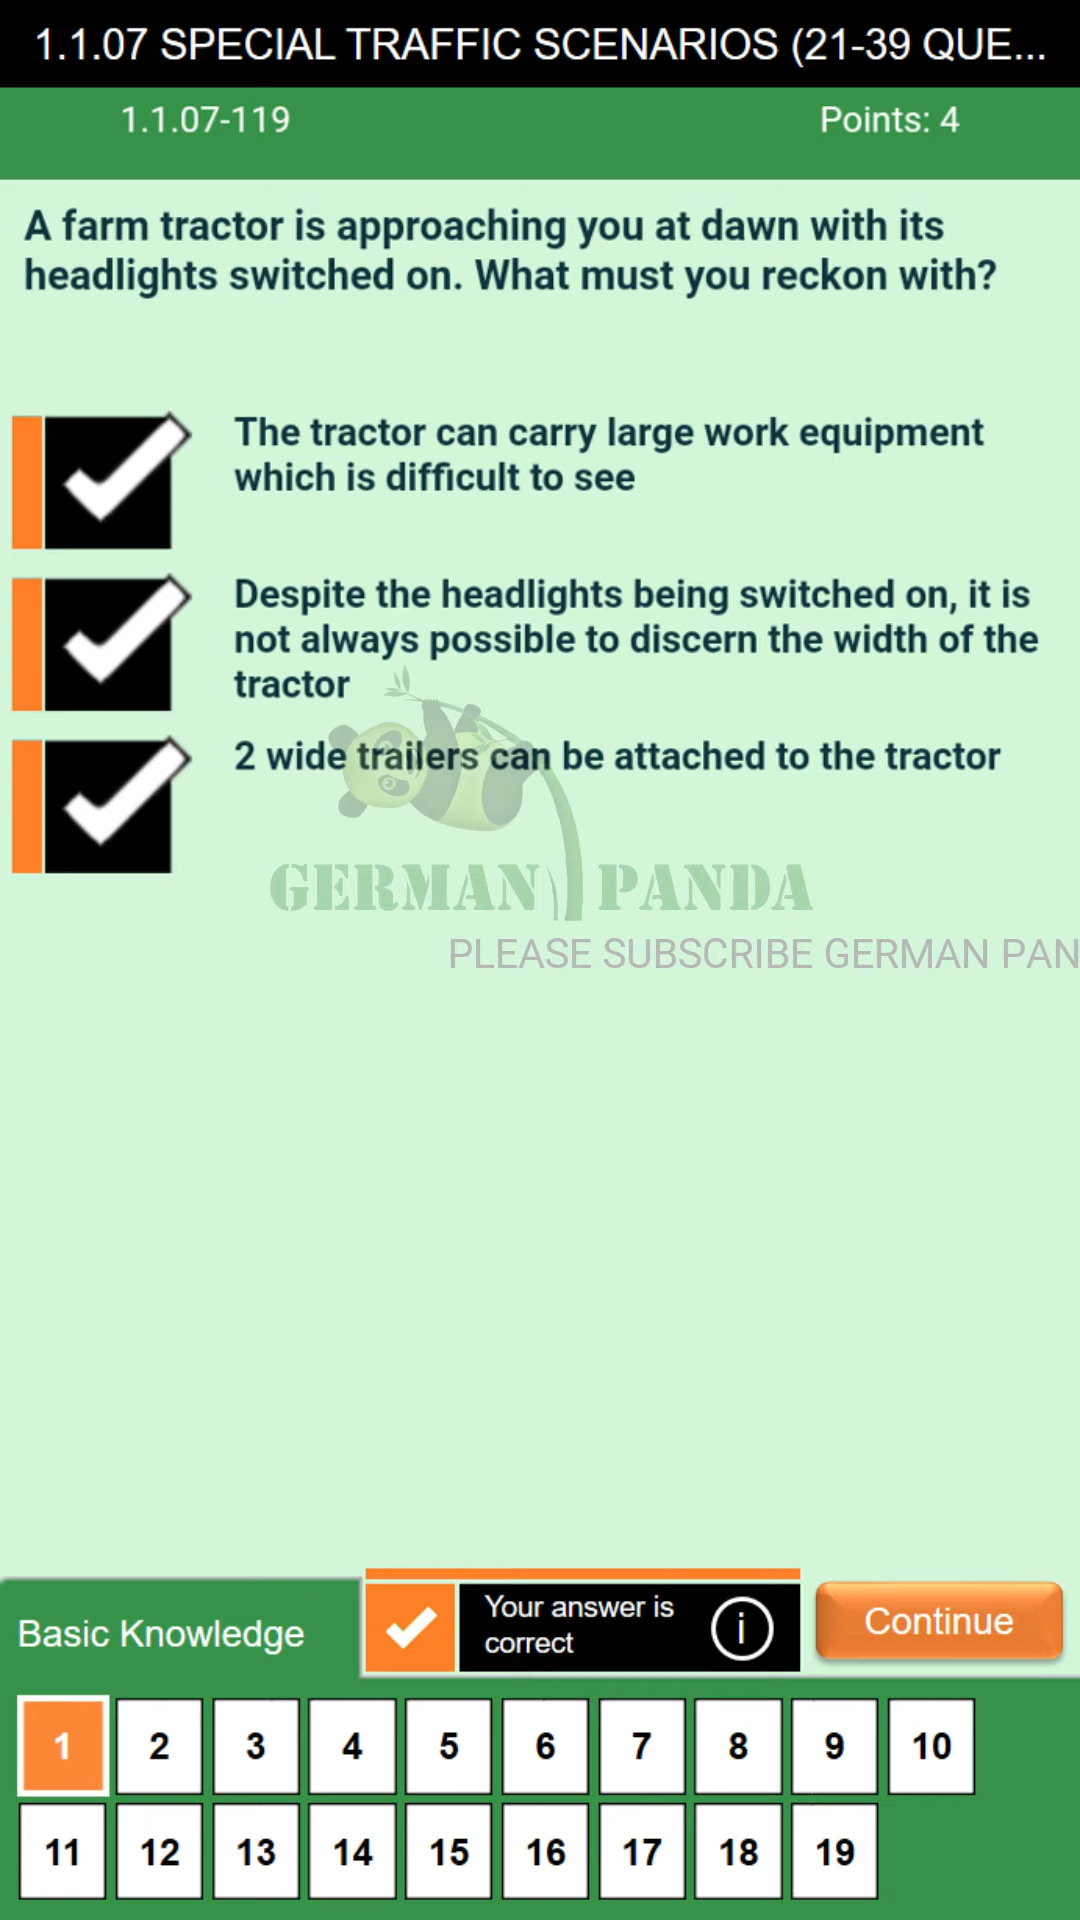 1.1.07 SPECIAL TRAFFIC SCENARIOS (21-39 QUE...
1.1.07-119 Points: 4
A farm tractor is approaching you at dawn with its
headlights switched on. What must you reckon with?
The tractor can carry large work equipment
which is difficult to see
Despite the headlights being switched on, it is
not always possible to discern the width of the
tractor
2 wide trailers can be attached to the tractor
GERMAN PANDA
PLEASE SUBSCRIBE GERMAN PAN
Basic Knowledge
Your answer is
correct
i
Continue
1 2 3 4 5 6 7 8 9 10
11 12 13 14 15 16 17 18 19